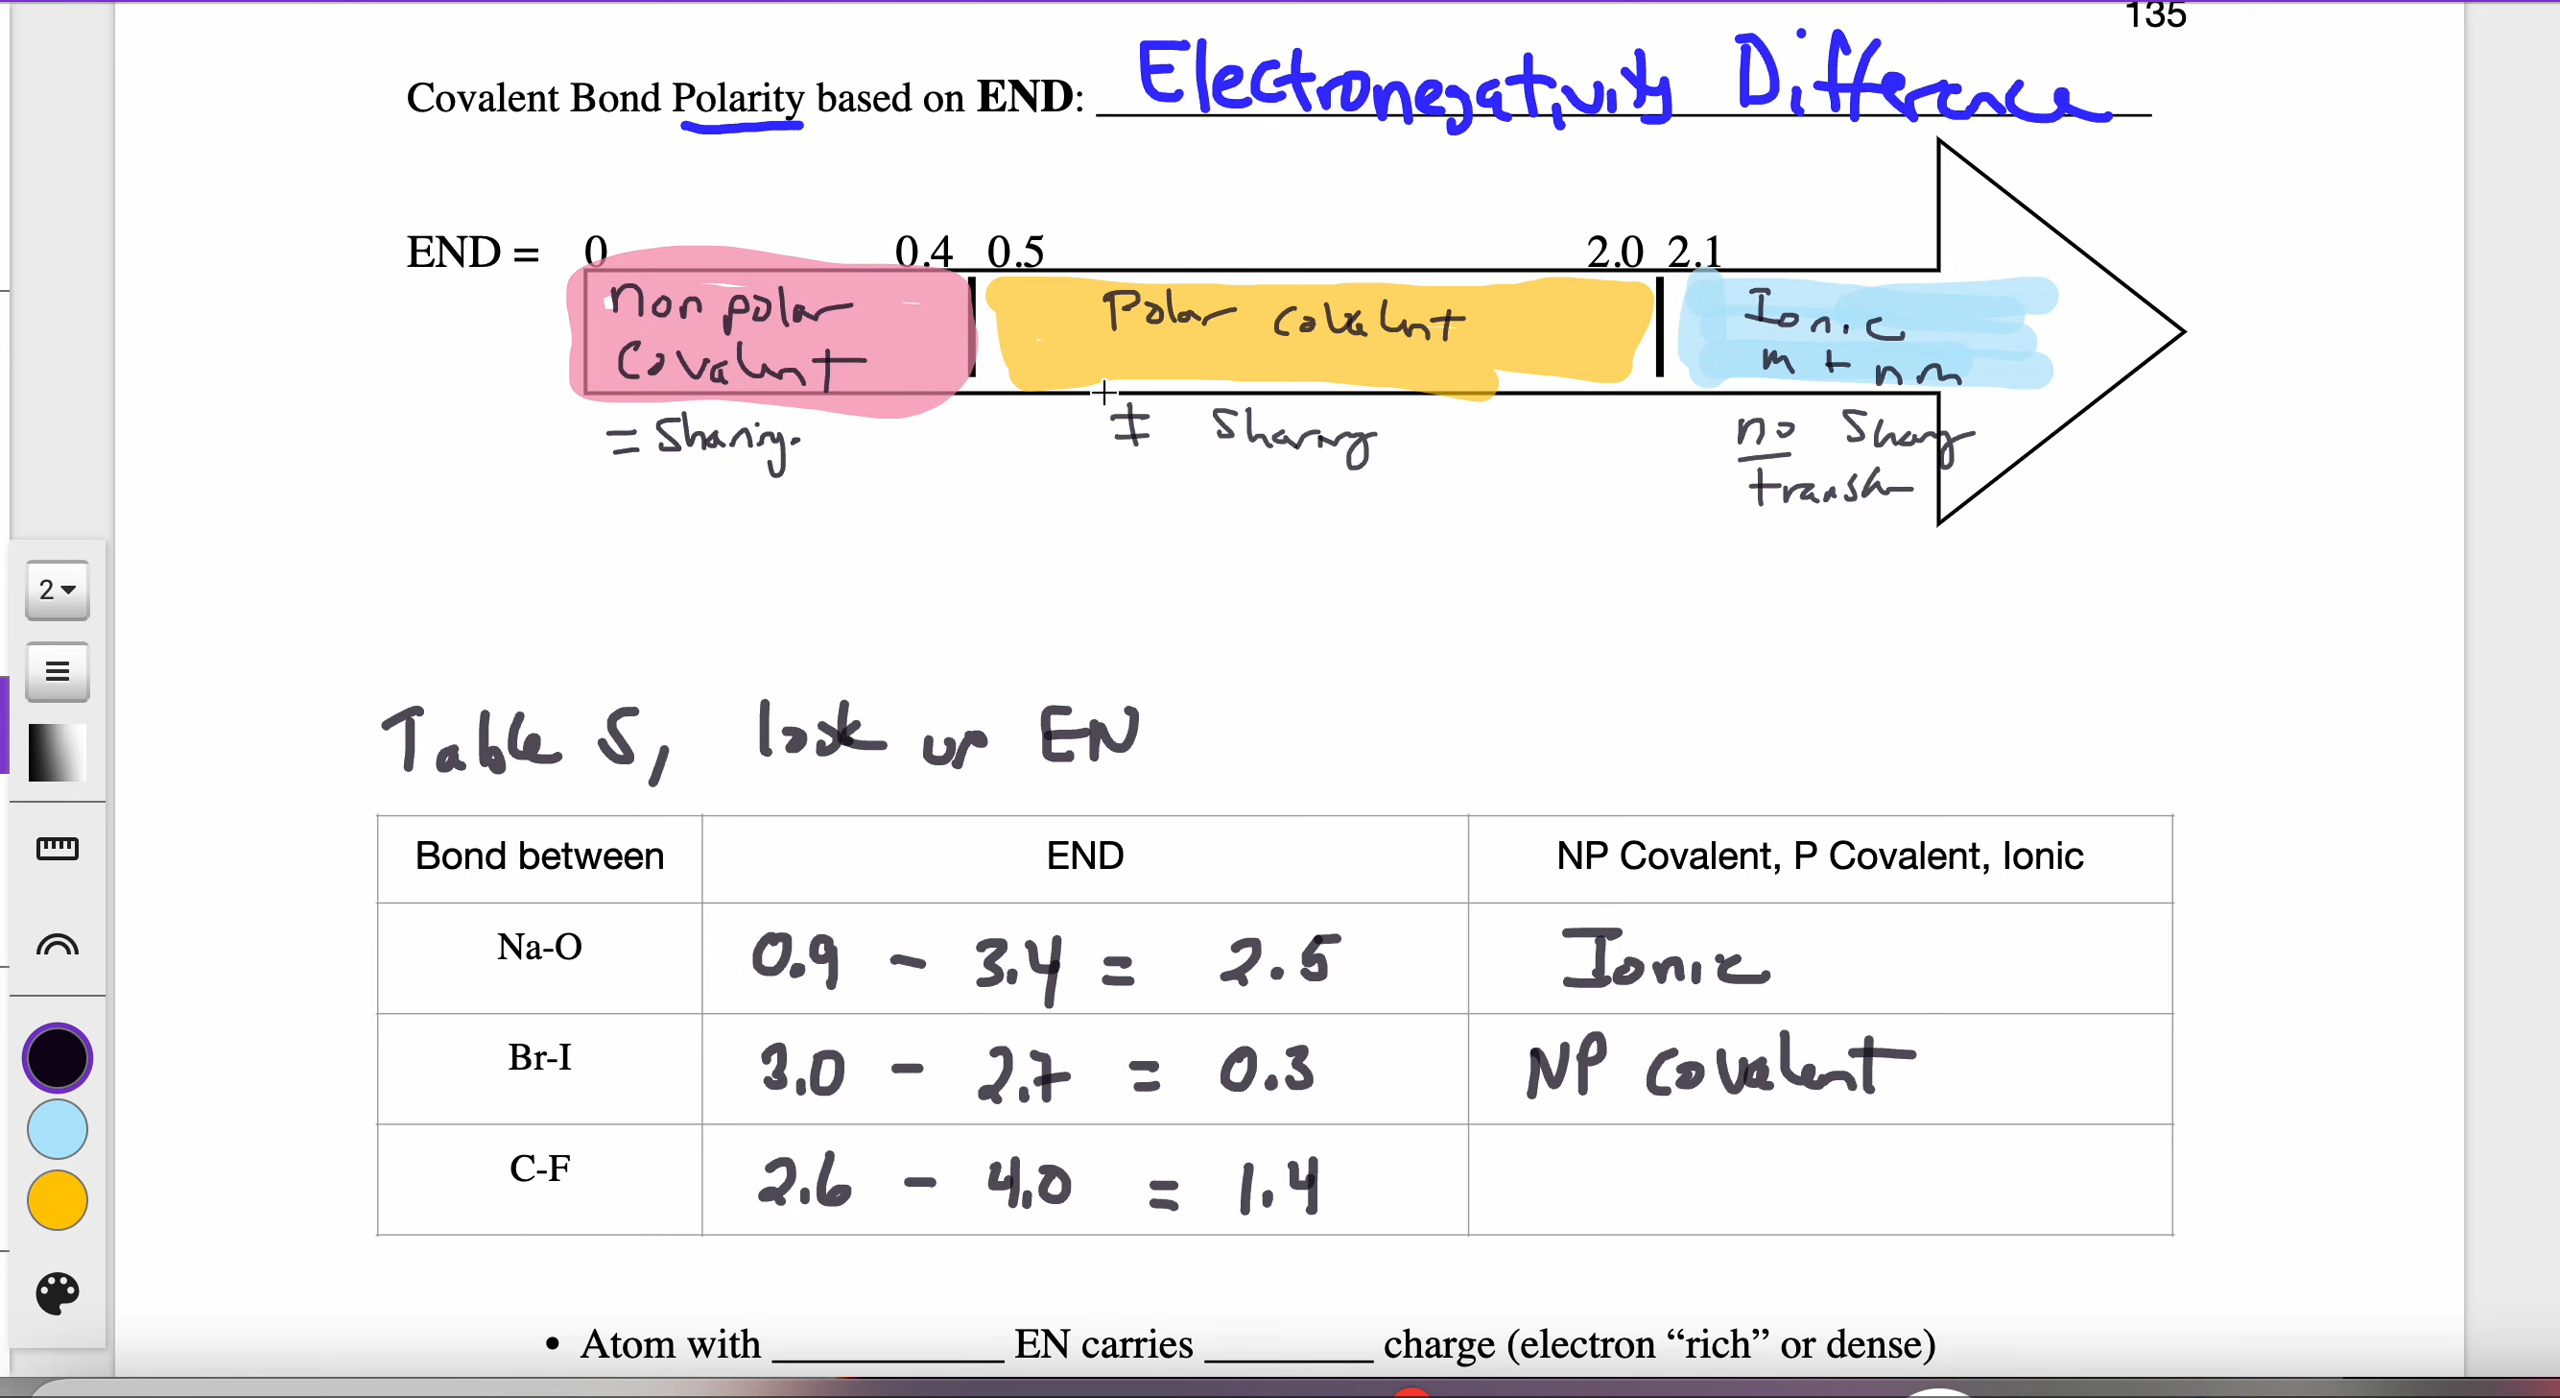 135
Covalent Bond Polarity based on END: Electronegativity Difference
END = 0 0.4 0.5 2.0 2.1
Non polar Polar covalent Ionic
Covalent m + nm
= Sharing ≠ Sharing no Sharing
transfer
Table S, look up EN
Bond between END NP Covalent, P Covalent, Ionic
Na-O 0.9 - 3.4 = 2.5 Ionic
Br-I 3.0 - 2.7 = 0.3 NP covalent
C-F 2.6 - 4.0 = 1.4
• Atom with __________ EN carries ________ charge (electron “rich” or dense)
2